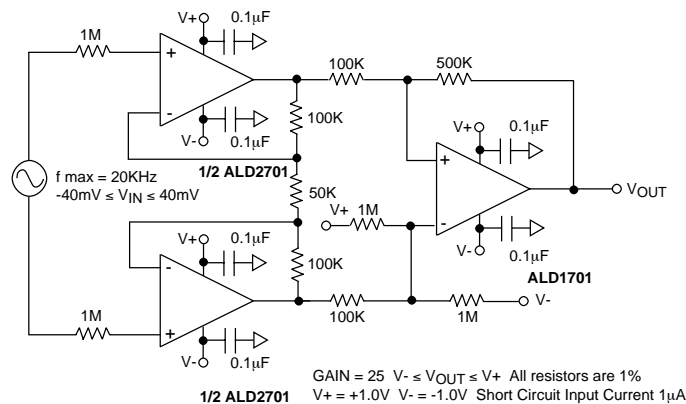 V+
0.1µF
1M
+
-
0.1µF
V-
1/2 ALD2701
100K
100K
500K
f max = 20KHz
-40mV ≤ VIN ≤ 40mV
50K
V+
1M
V+
0.1µF
+
-
V-
0.1µF
VOUT
ALD1701
V+
0.1µF
-
+
100K
100K
1M
V-
1M
V-
0.1µF
1/2 ALD2701
GAIN = 25 V- ≤ VOUT ≤ V+ All resistors are 1%
V+ = +1.0V V- = -1.0V Short Circuit Input Current 1µA